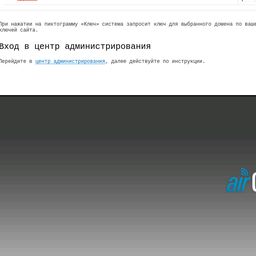 При нажатии на пиктограмму «Ключ» система запросит ключ для выбранного домена по ваше
ключей сайта.
Вход в центр администрирования
Перейдите в центр администрирования, далее действуйте по инструкции.
air